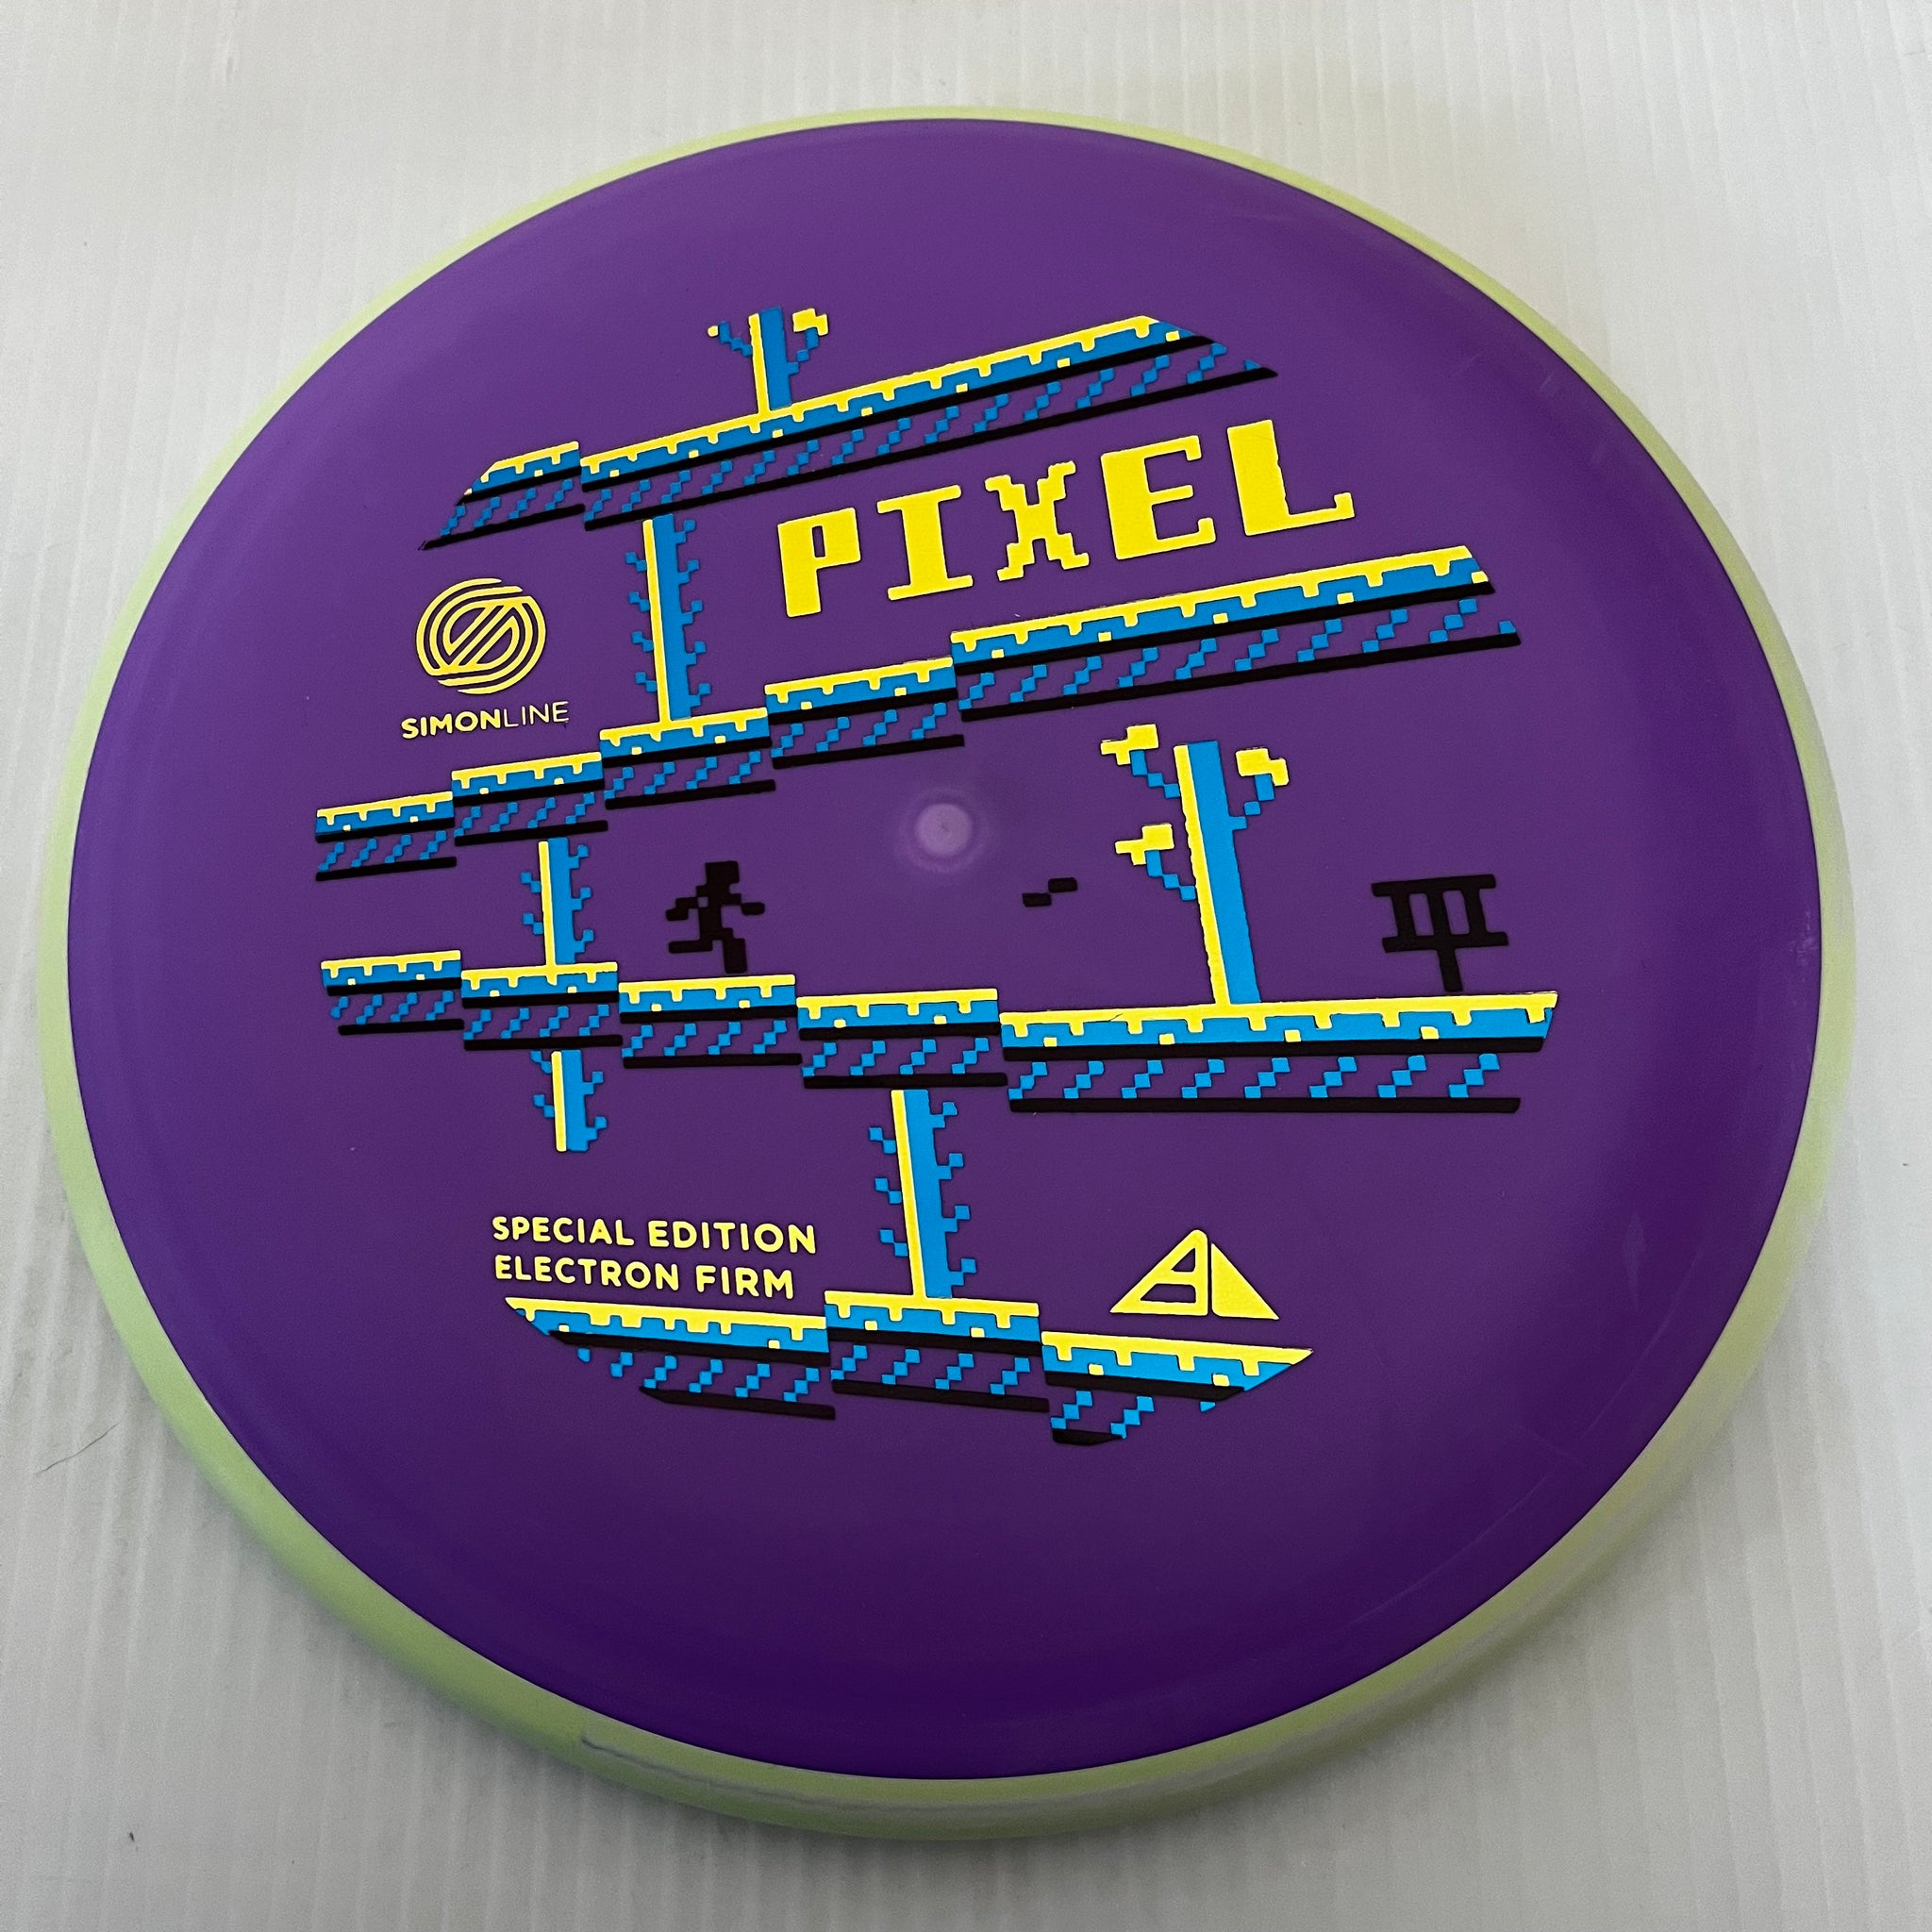 PIXEL
SIMONLINE
SPECIAL EDITION
ELECTRON FIRM